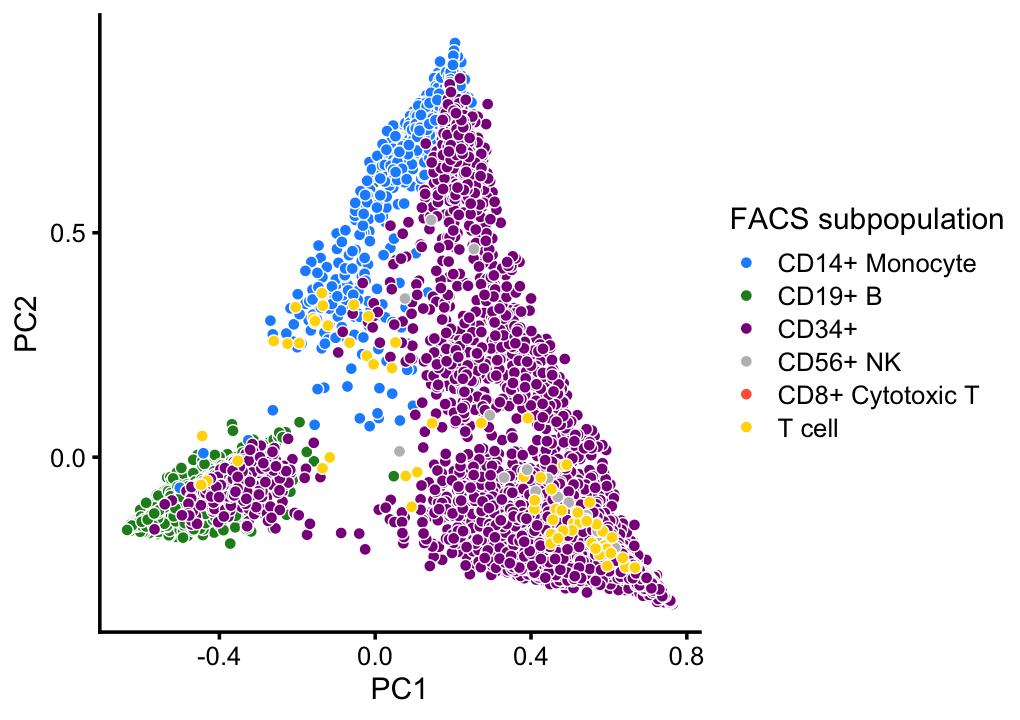 PC2
0.5
0.0
-0.4
0.0
0.4
0.8
PC1
FACS subpopulation
CD14+ Monocyte
CD19+ B
CD34+
CD56+ NK
CD8+ Cytotoxic T
T cell